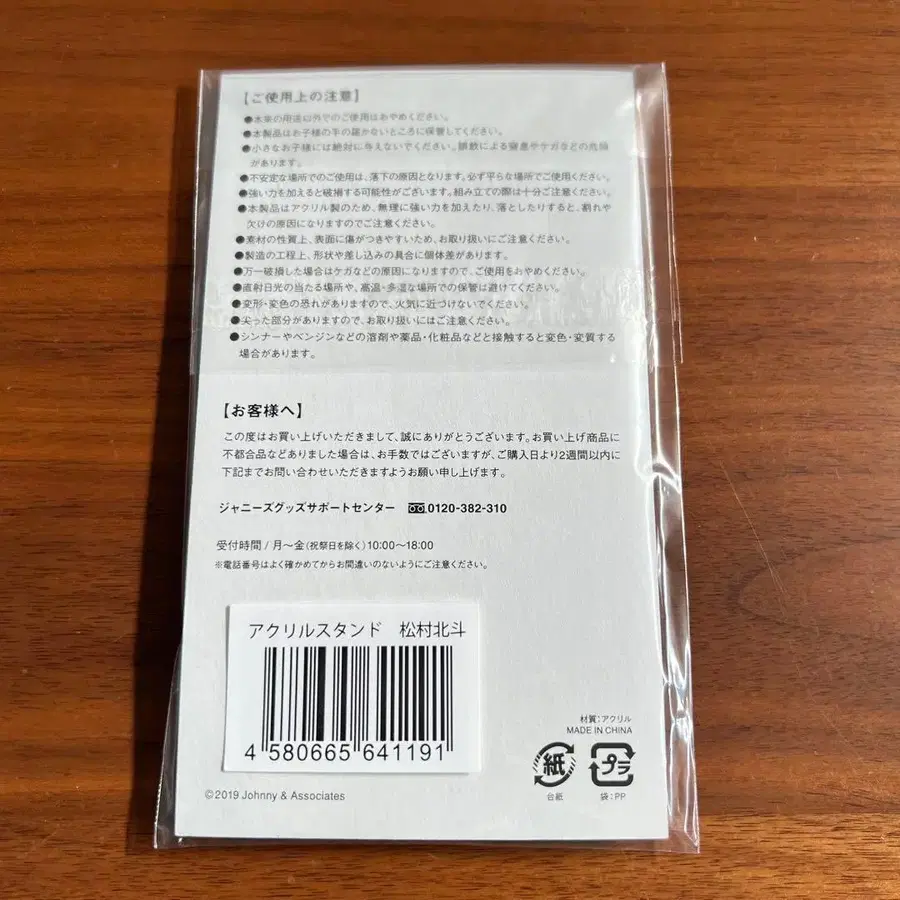 【ご使用上の注意】
●本来の用途以外でのご使用はおやめください。
●本製品はお子様の手の届かないところに保管してください。
●小さなお子様には絶対に与えないでください。誤飲による窒息やケガなどの危険
があります。
●不安定な場所でのご使用は、落下の原因となります。必ず平らな場所でご使用ください。
●強い力を加えると破損する可能性がございます。組み立ての際は十分ご注意ください。
●本製品はアクリル製のため、無理に強い力を加えたり、落としたりすると、割れや
欠けの原因になりますのでご注意ください。
●素材の性質上、表面に傷がつきやすいため、お取り扱いにご注意ください。
●製造の工程上、形状や差し込みの具合に個体差があります。
●万一破損した場合はケガなどの原因になりますので、ご使用をおやめください。
●直射日光の当たる場所や、高温・多湿な場所での保管は避けてください。
●変形・変色の恐れがありますので、火気に近づけないでください。
●尖った部分がありますので、お取り扱いにはご注意ください。
●シンナーやベンジンなどの溶剤や薬品・化粧品などと接触すると変色・変質する
場合があります。
【お客様へ】
この度はお買い上げいただきまして、誠にありがとうございます。お買い上げ商品に
不都合品などありました場合は、お手数ではございますが、ご購入日より2週間以内に
下記までお問い合わせいただきますようお願い申し上げます。
ジャニーズグッズサポートセンター 0120-382-310
受付時間/月〜金(祝祭日を除く)10:00〜18:00
※電話番号はよく確かめてからお間違いのないようにご注意ください。
アクリルスタンド 松村北斗
4 580665 641191
材質:アクリル
MADE IN CHINA
紙 プラ
台紙 袋:PP
©2019 Johnny & Associates